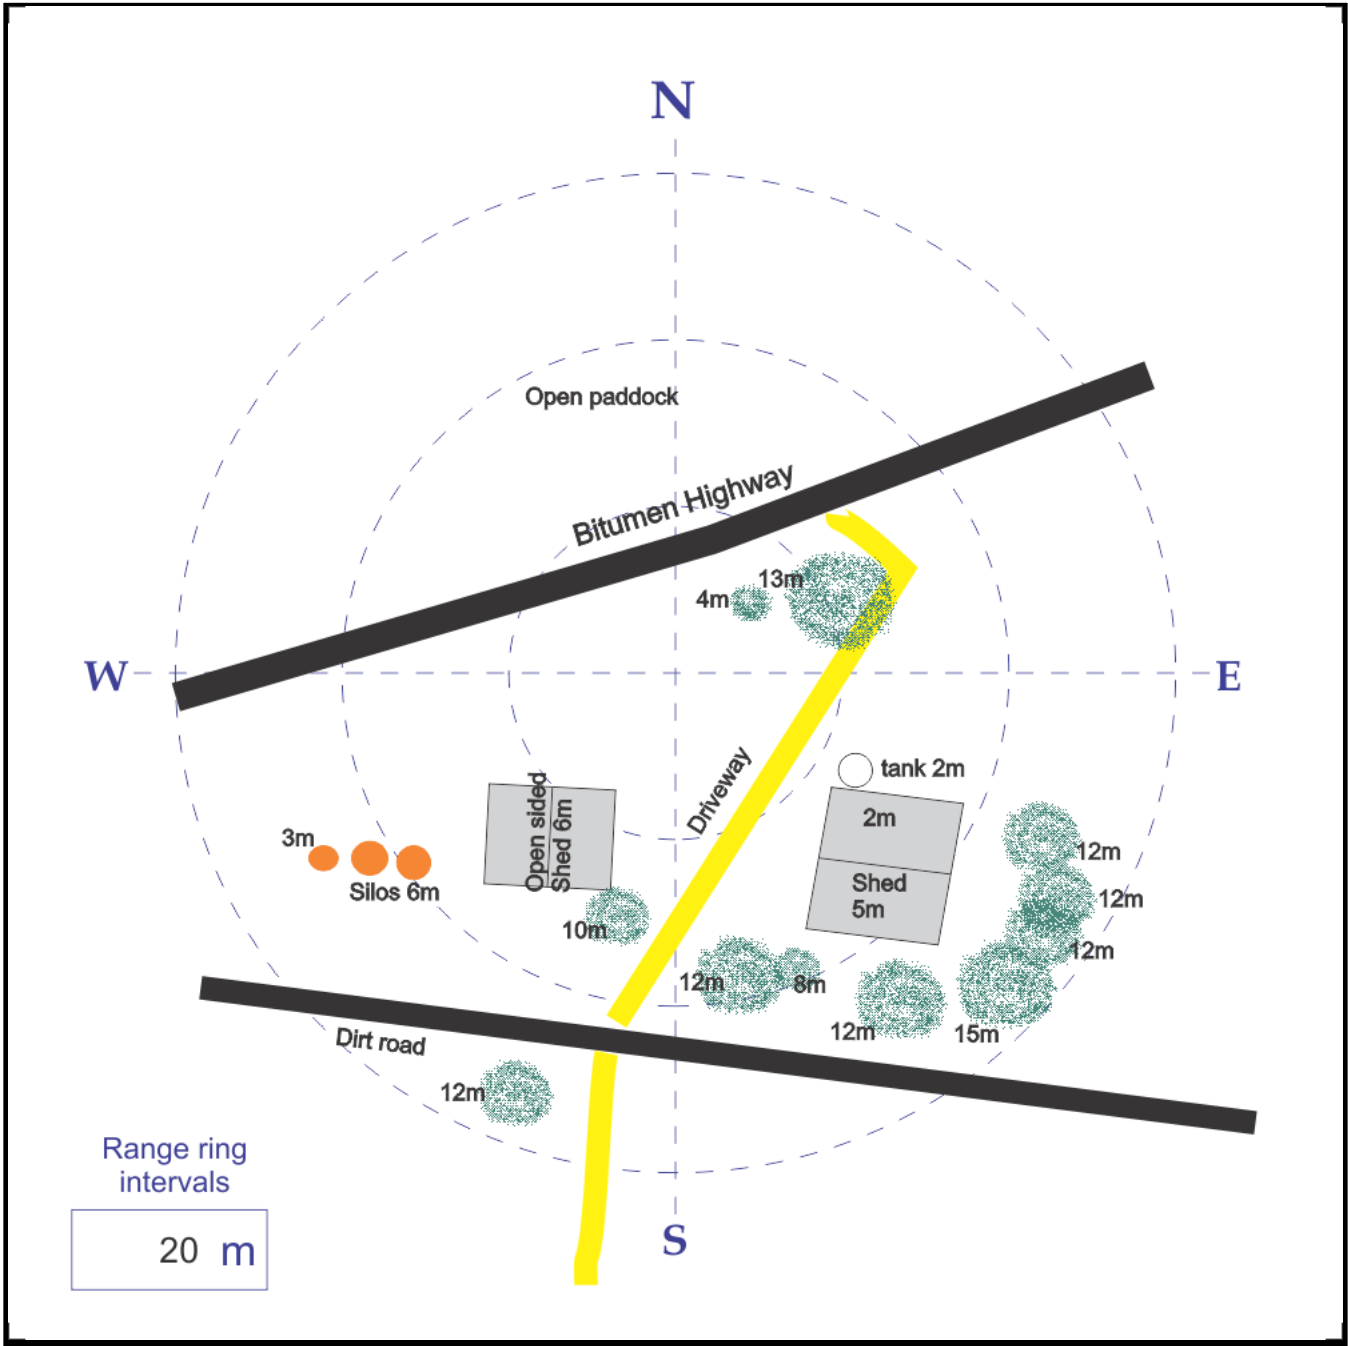 N
Open paddock
Bitumen Highway
13m
4m
W
E
Driveway
tank 2m
Open sided
Shed 6m
2m
3m
Silos 6m
Shed
5m
12m
12m
10m
12m
12m
8m
12m
15m
Dirt road
12m
Range ring
intervals
20 m
S